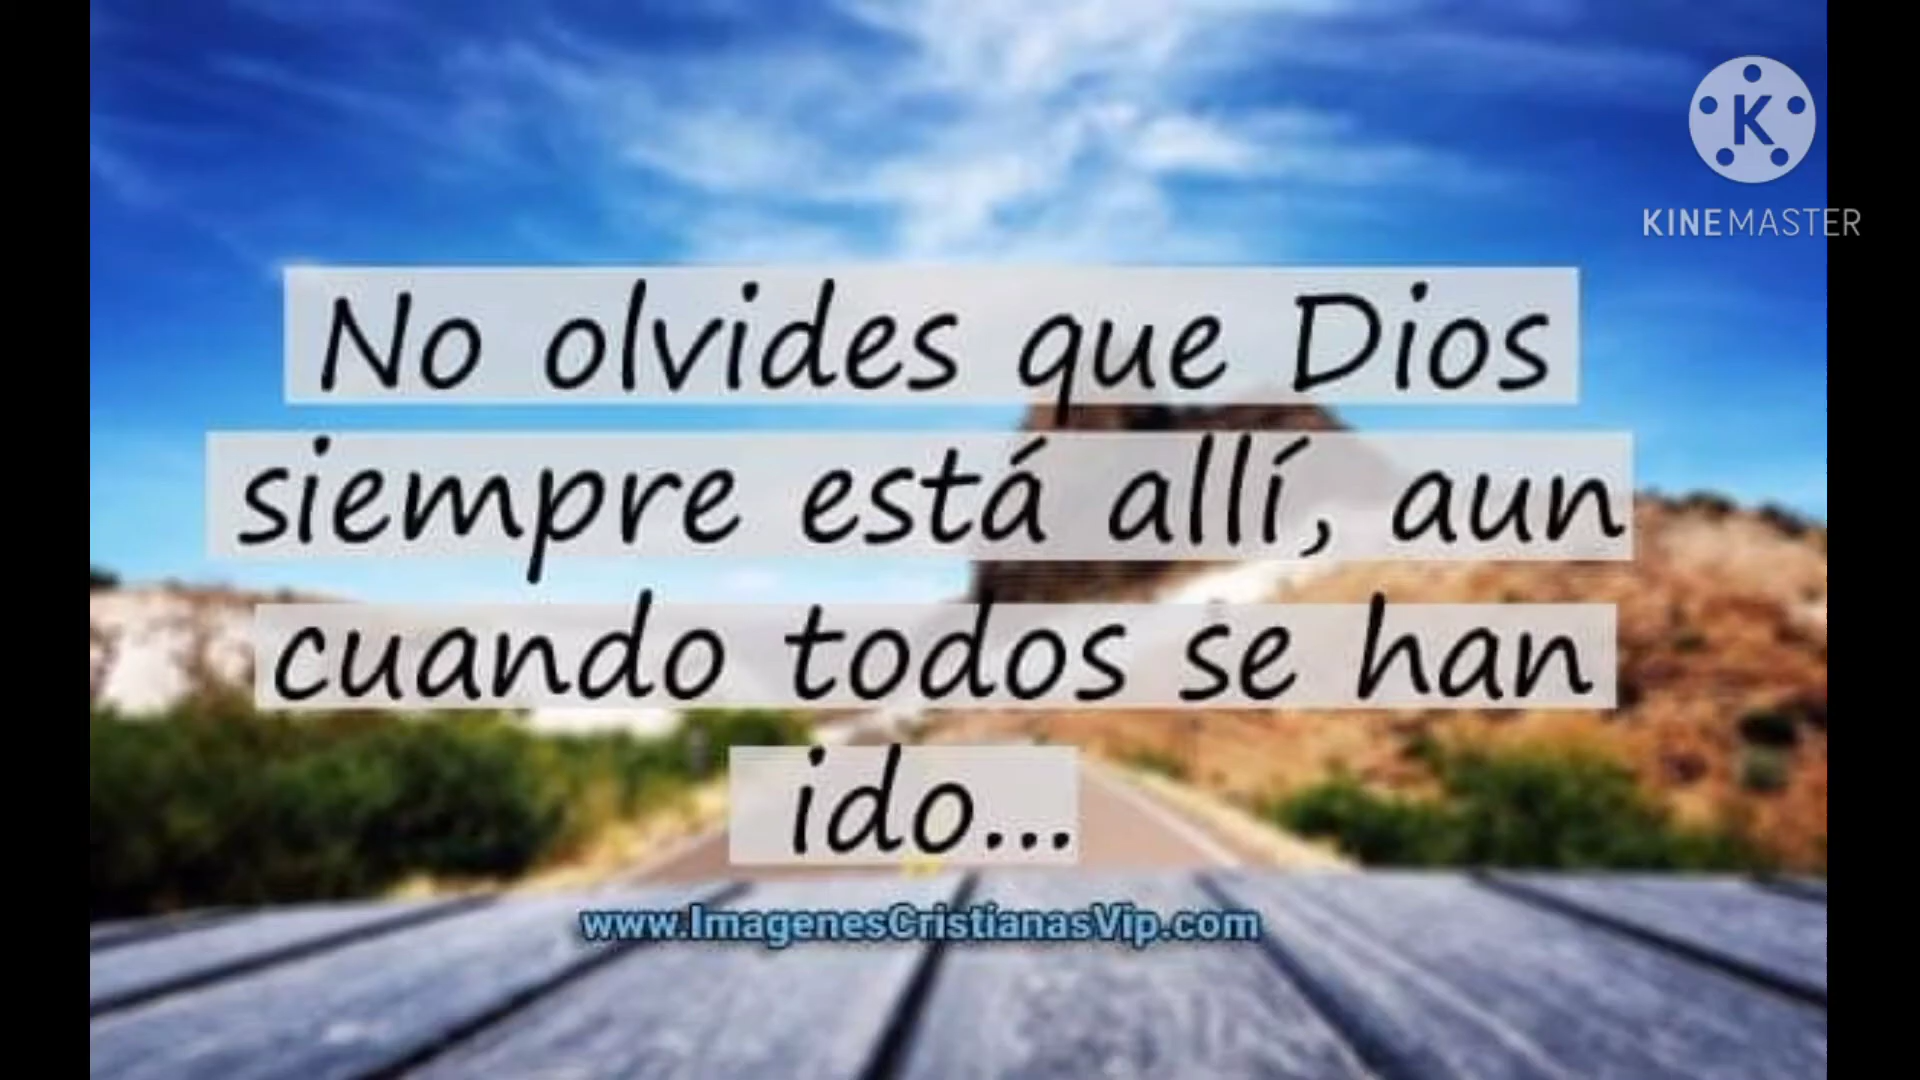 K
KINEMASTER
No olvides que Dios
siempre está allí, aun
cuando todos se han
ido...
www.ImagenesCristianasVip.com